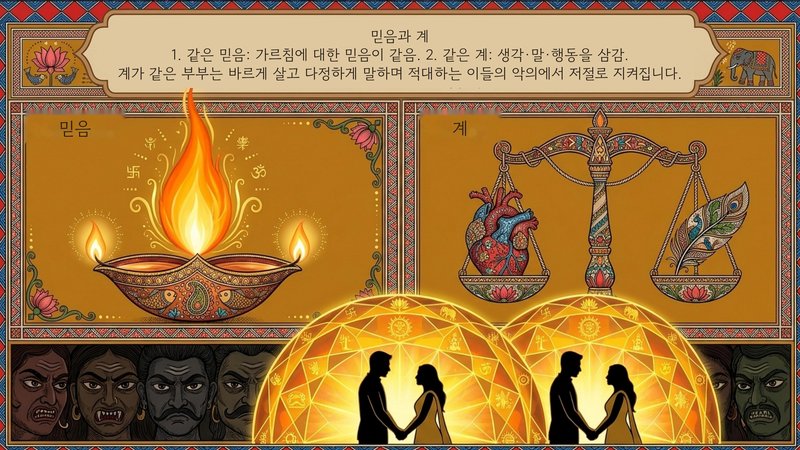 믿음과 계
1. 같은 믿음: 가르침에 대한 믿음이 같음. 2. 같은 계: 생각·말·행동을 삼감.
계가 같은 부부는 바르게 살고 다정하게 말하며 적대하는 이들의 악의에서 저절로 지켜집니다.
믿음
계
ॐ